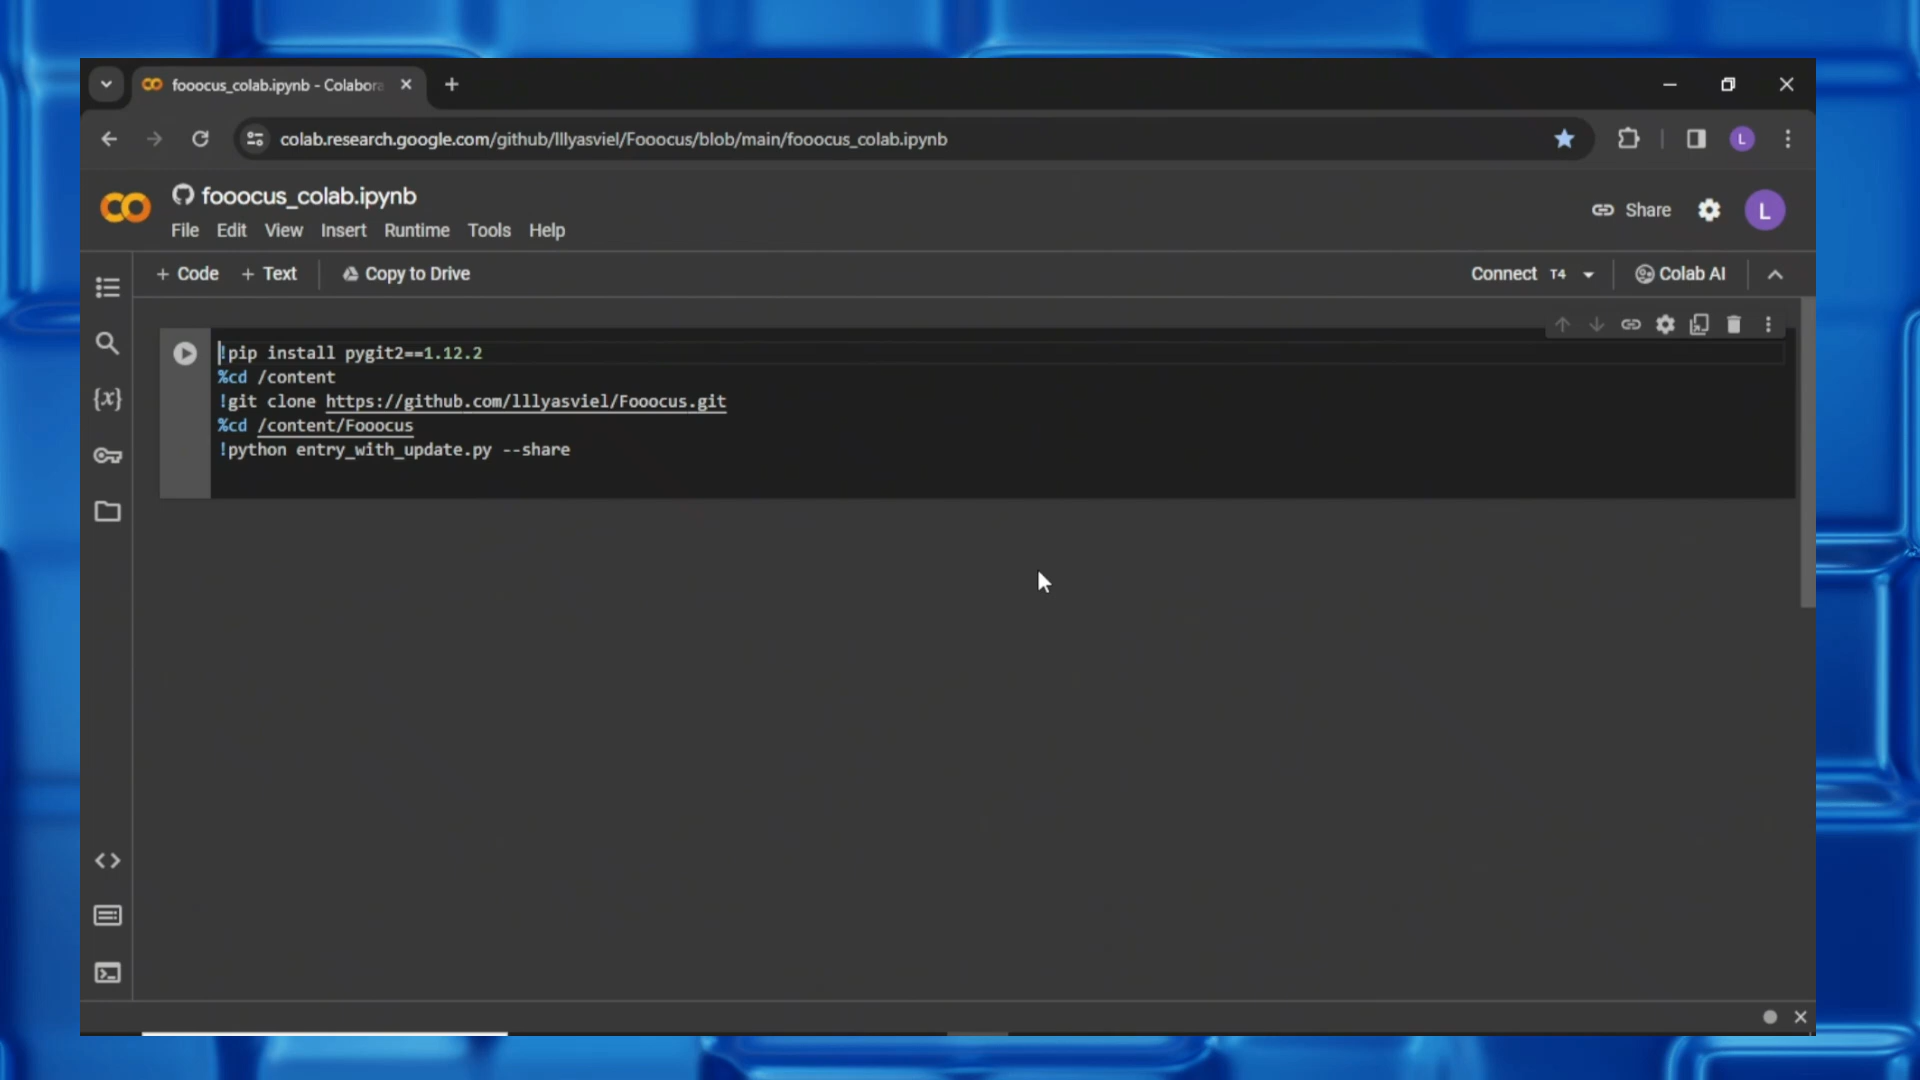 fooocus_colab.ipynb - Colabora
colab.research.google.com/github/lllyasviel/Fooocus/blob/main/fooocus_colab.ipynb
L
CO
fooocus_colab.ipynb
File Edit View Insert Runtime Tools Help
Share
L
+ Code + Text Copy to Drive
Connect T4 Colab AI
!pip install pygit2==1.12.2
%cd /content
!git clone https://github.com/lllyasviel/Fooocus.git
%cd /content/Fooocus
!python entry_with_update.py --share
{x}